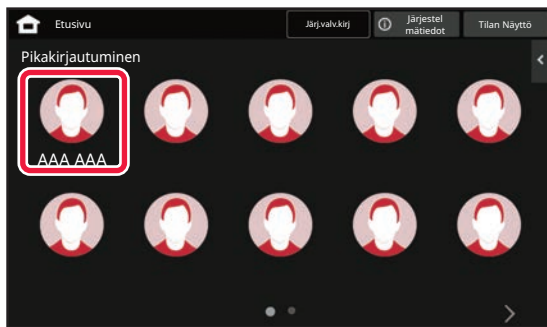 Etusivu
Järj.valv.kirj
Järjestel
mätiedot
Tilan Näyttö
Pikakirjautuminen
AAA AAA